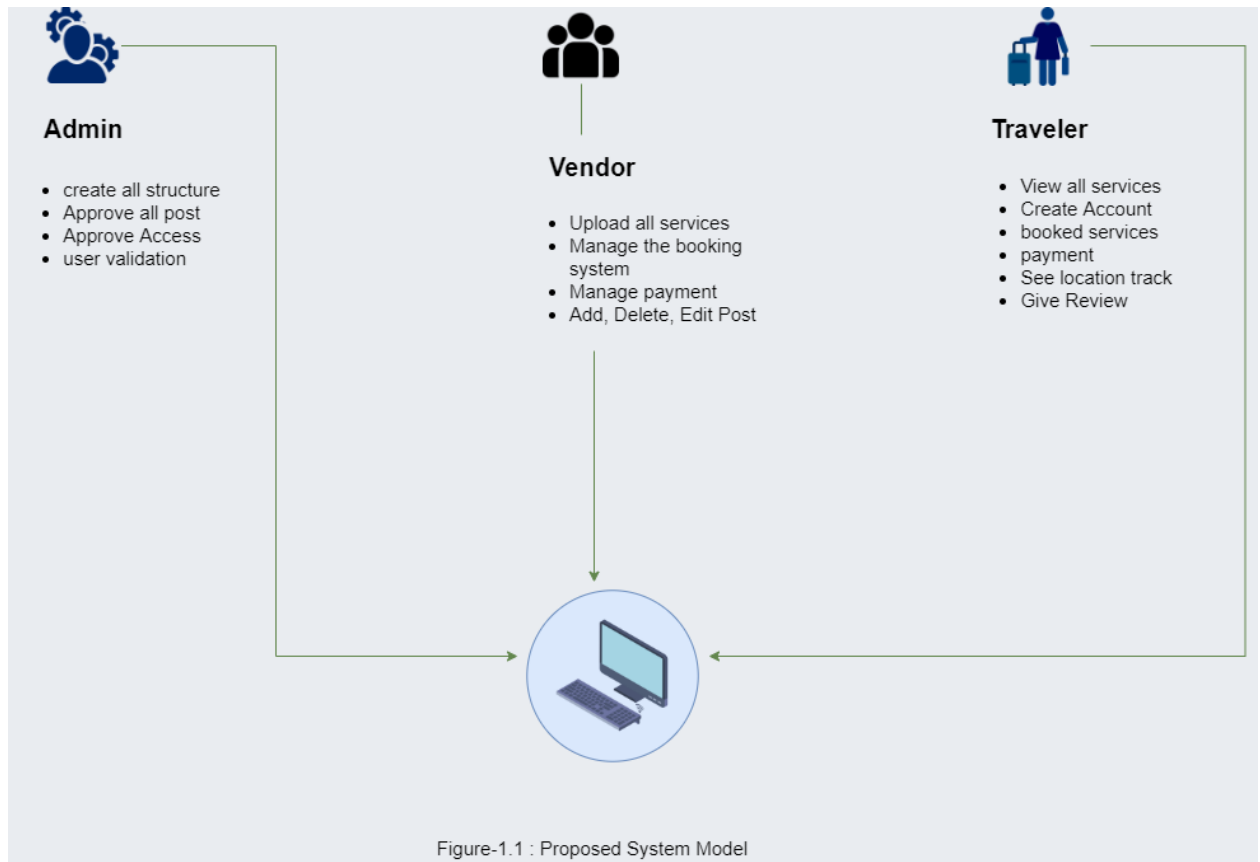 Admin
create all structure
Approve all post
Approve Access
user validation
Vendor
Upload all services
Manage the booking
system
Manage payment
Add, Delete, Edit Post
Traveler
View all services
Create Account
booked services
payment
See location track
Give Review
Figure-1.1 : Proposed System Model